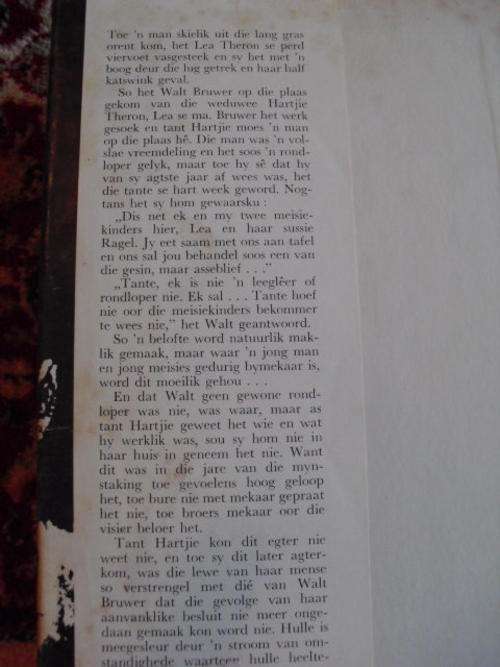 Toe 'n man skielik uit die lang gras
orent kom, het Lea Theron se perd
viervoet vasgesteek en sy het met 'n
boog deur die lug getrek en haar half
katswink geval.
So het Walt Bruwer op die plaas
gekom van die weduwee Hartjie
Theron, Lea se ma. Bruwer het werk
gesoek en tant Hartjie moes 'n man
op die plaas hê. Die man was 'n vol-
slae vreemdeling en het soos 'n rond-
loper gelyk, maar toe hy sê dat hy
van sy agtste jaar af wees was, het
die tante se hart week geword. Nog-
tans het sy hom gewaarsku :
„Dis net ek en my twee meisie-
kinders hier, Lea en haar sussie
Ragel. Jy eet saam met ons aan tafel
en ons sal jou behandel soos een van
die gesin, maar asseblief . . .”
„Tante, ek is nie 'n leeglêer of
rondloper nie. Ek sal . . . Tante hoef
nie oor die meisiekinders bekommer
te wees nie,” het Walt geantwoord.
So 'n belofte word natuurlik mak-
lik gemaak, maar waar 'n jong man
en jong meisies gedurig bymekaar is,
word dit moeilik gehou . . .
En dat Walt geen gewone rond-
loper was nie, was waar, maar as
tant Hartjie geweet het wie en wat
hy werklik was, sou sy hom nie in
haar huis in geneem het nie. Want
dit was in die jare van die myn-
staking toe gevoelens hoog geloop
het, toe bure nie met mekaar gepraat
het nie, toe broers mekaar oor die
visier beloer het.
Tant Hartjie kon dit egter nie
weet nie, en toe sy dit later agter-
kom, was die lewe van haar mense
so verstrengel met dié van Walt
Bruwer dat die gevolge van haar
aanvanklike besluit nie meer onge-
daan gemaak kon word nie. Hulle is
meegesleur deur 'n stroom van om-
standighede waarteen hulle heelte-